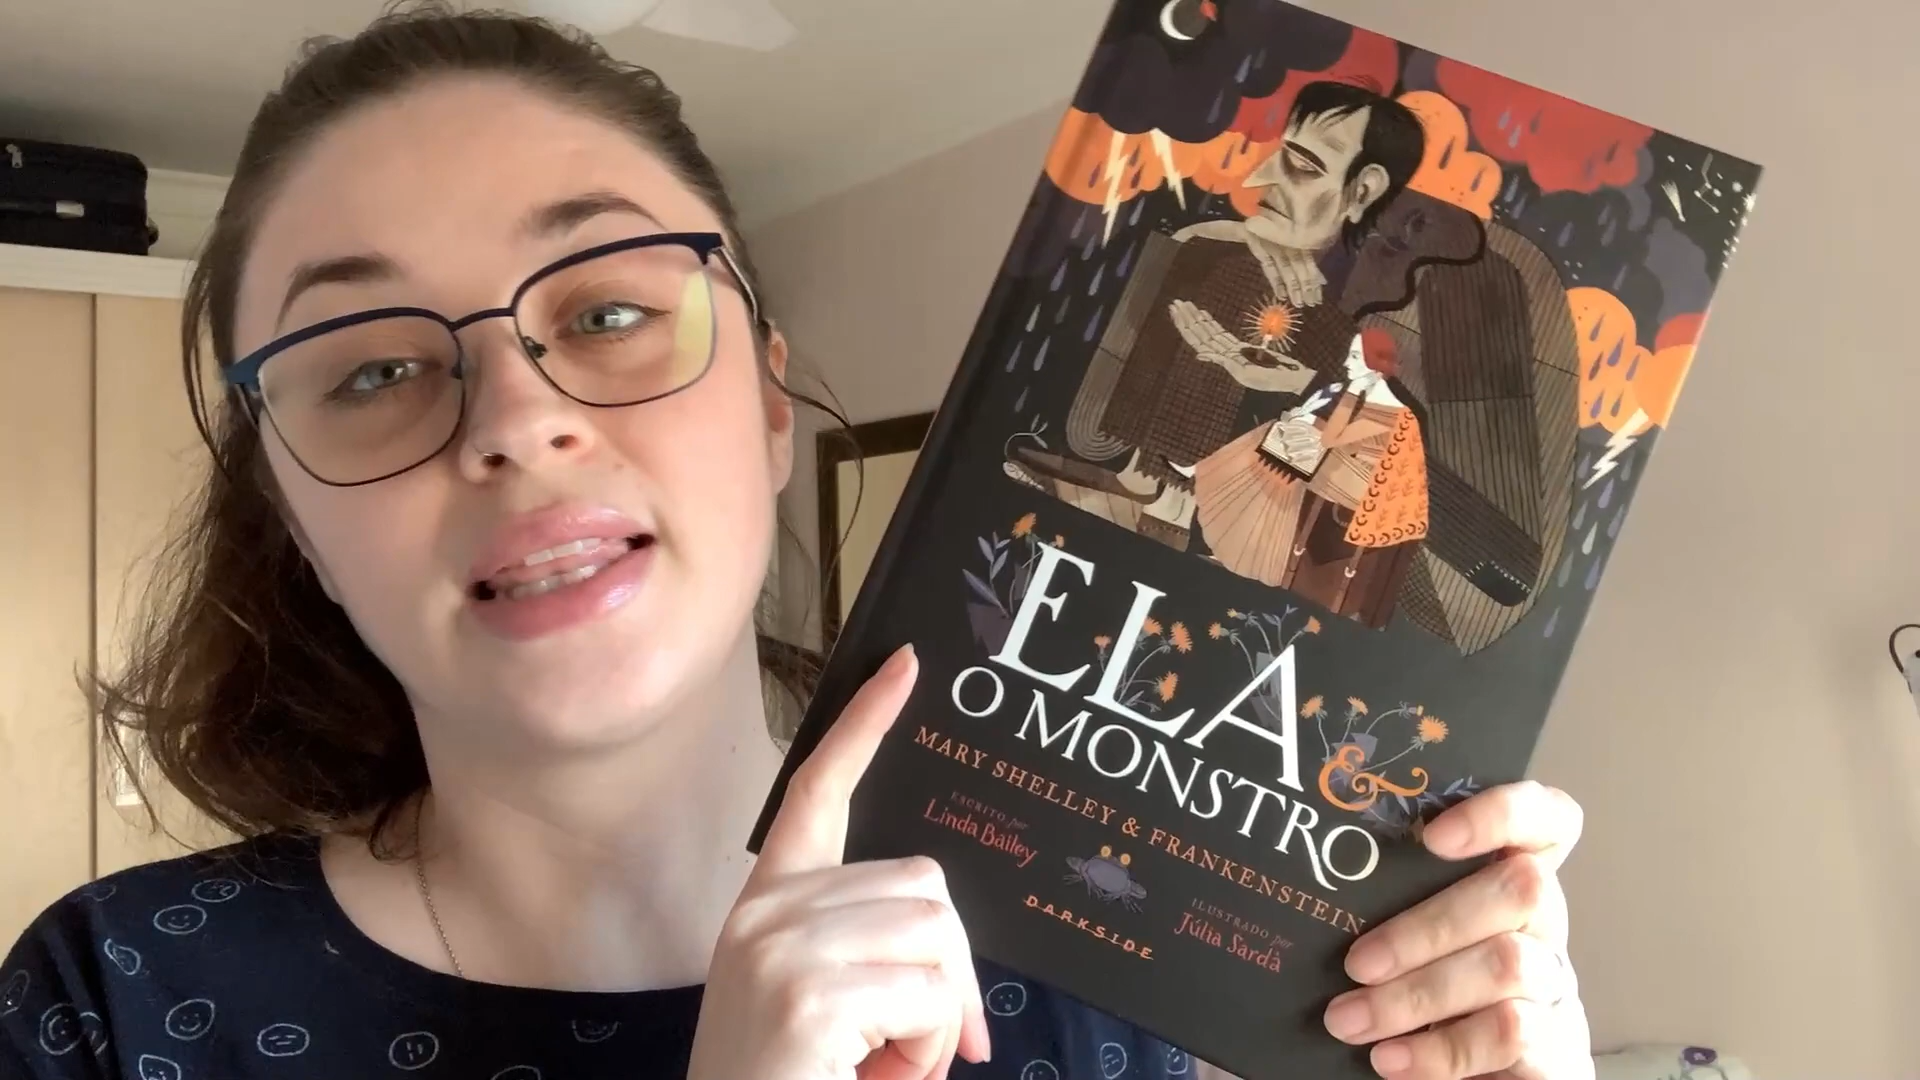 ELA &
O MONSTRO
MARY SHELLEY & FRANKENSTEIN
ESCRITO por
Linda Bailey
ILUSTRADO por
Júlia Sardà
DARKSIDE